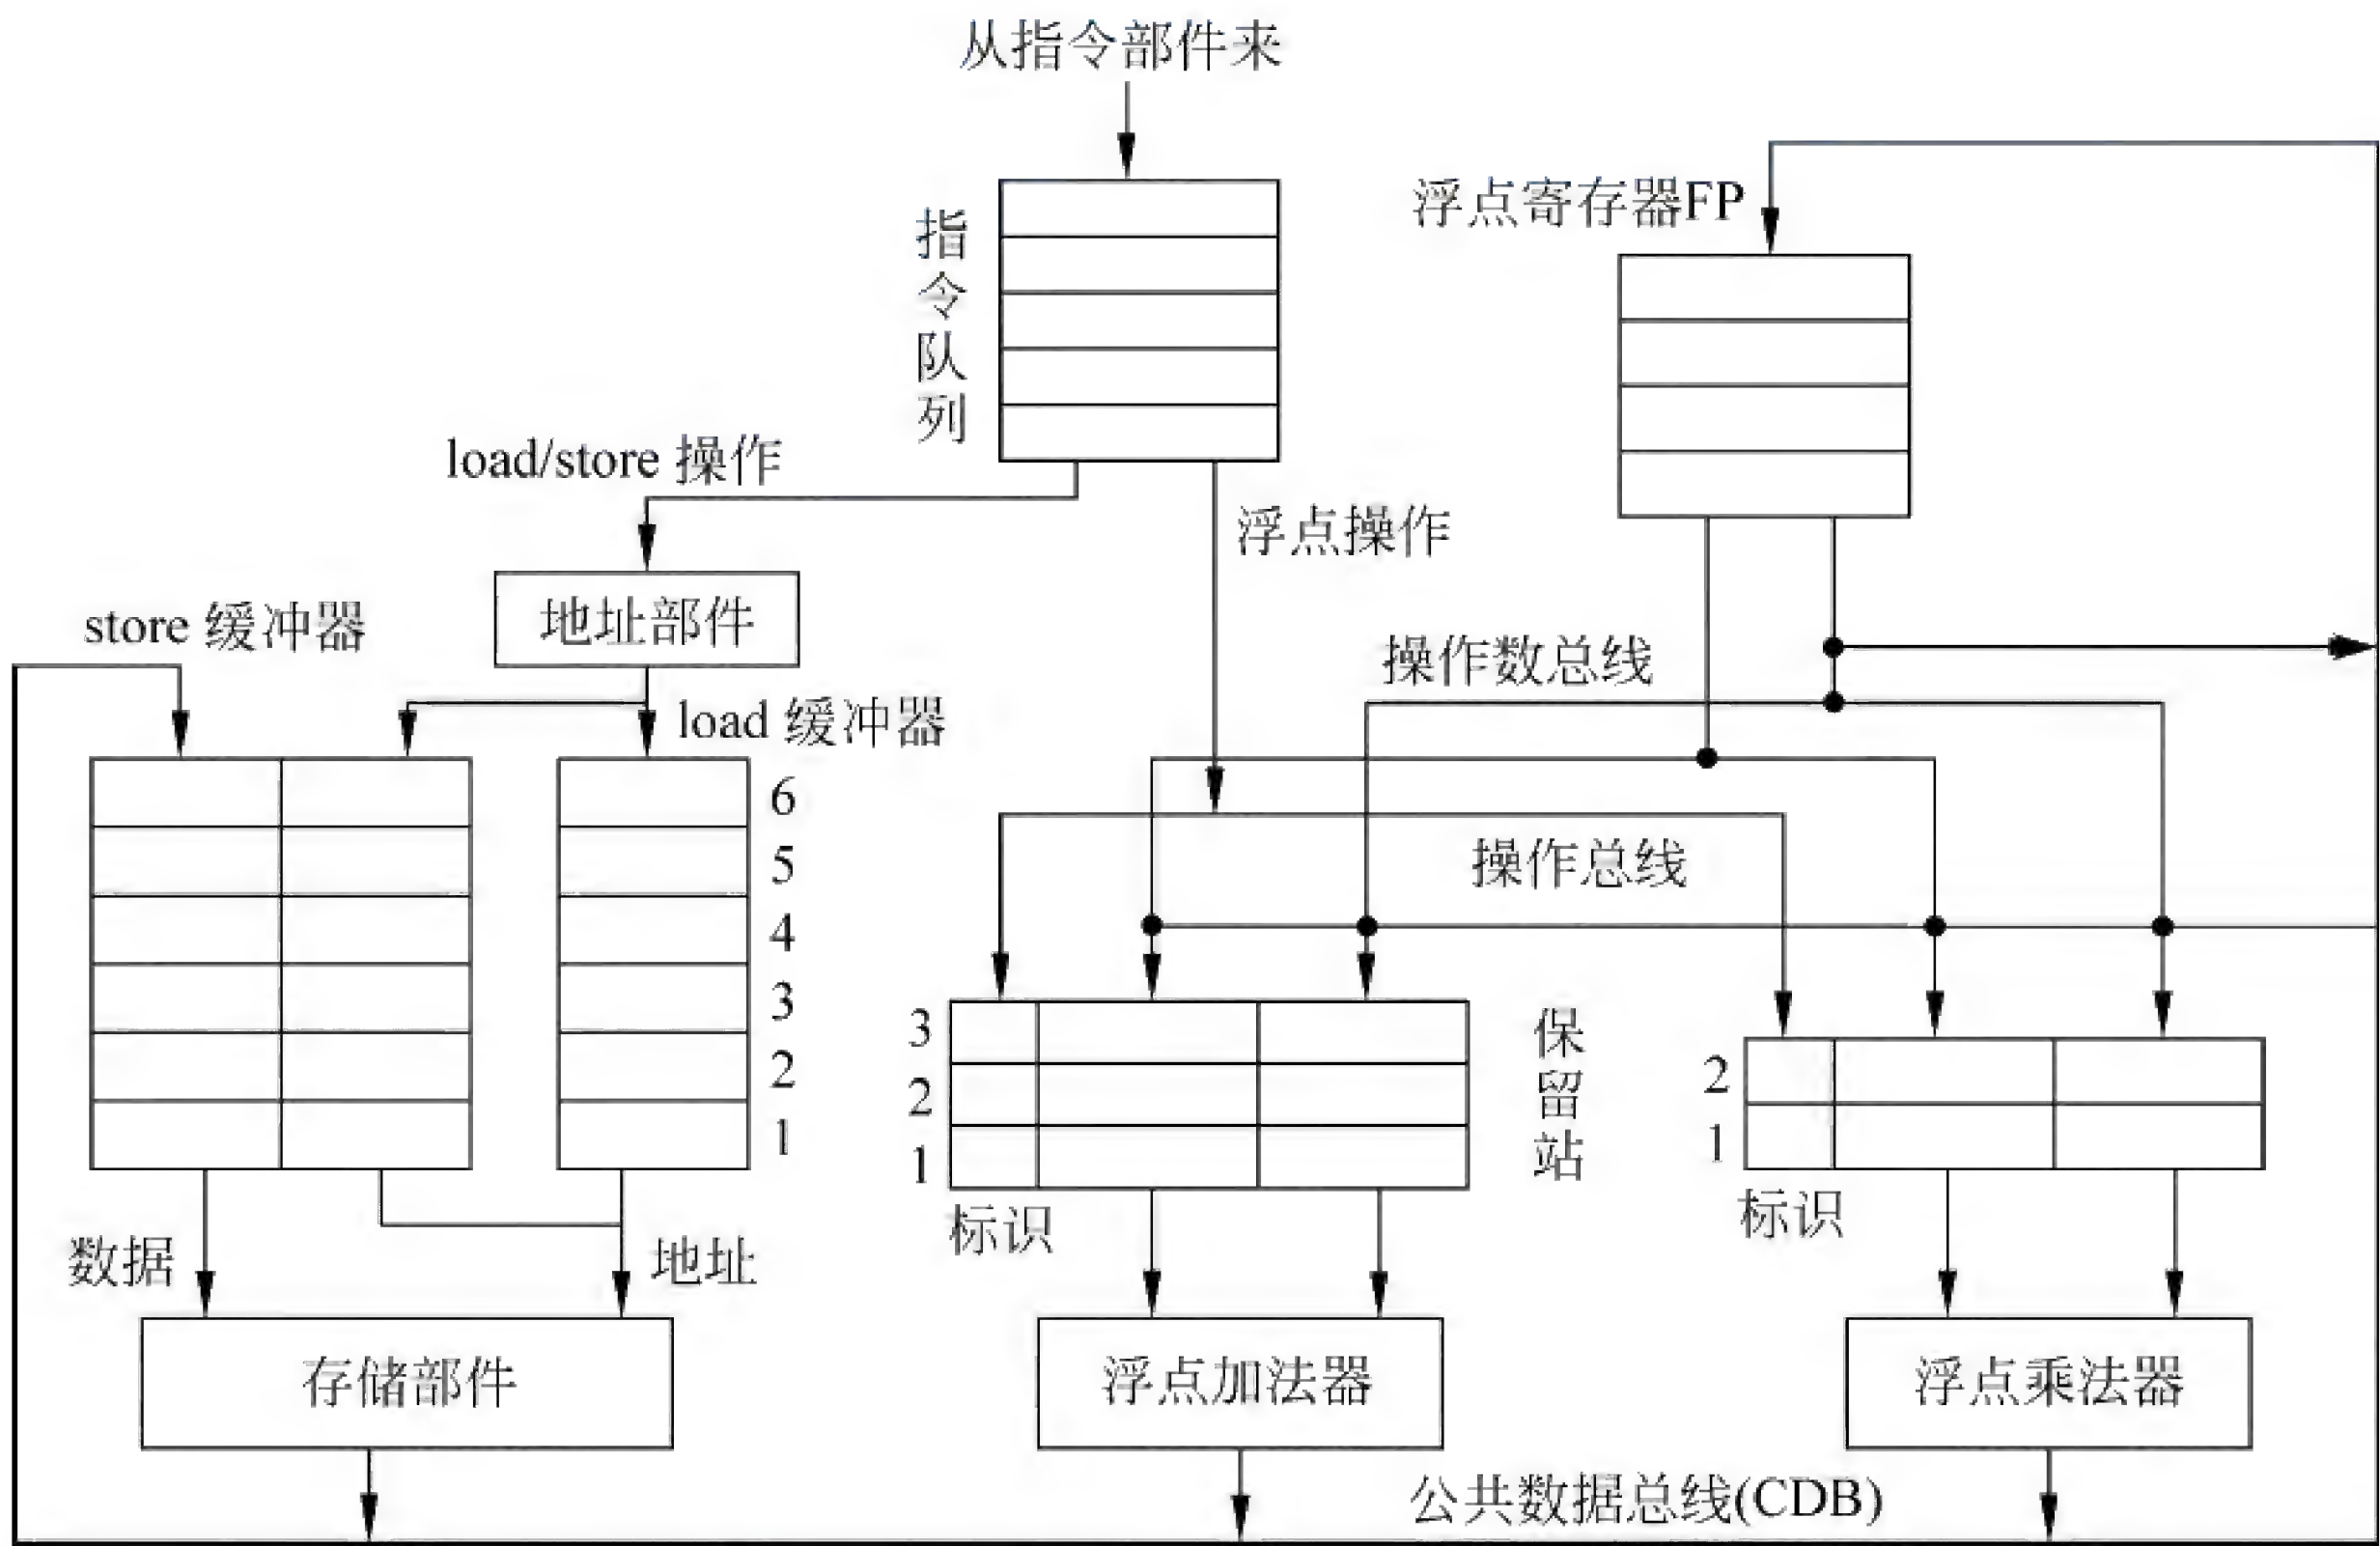 从指令部件来
浮点寄存器FP
指令队列
load/store 操作
浮点操作
地址部件
store 缓冲器
操作数总线
load 缓冲器
6
5
4
3
2
1
操作总线
3
2
1
保留站
2
1
标识
标识
数据
地址
存储部件
浮点加法器
浮点乘法器
公共数据总线(CDB)